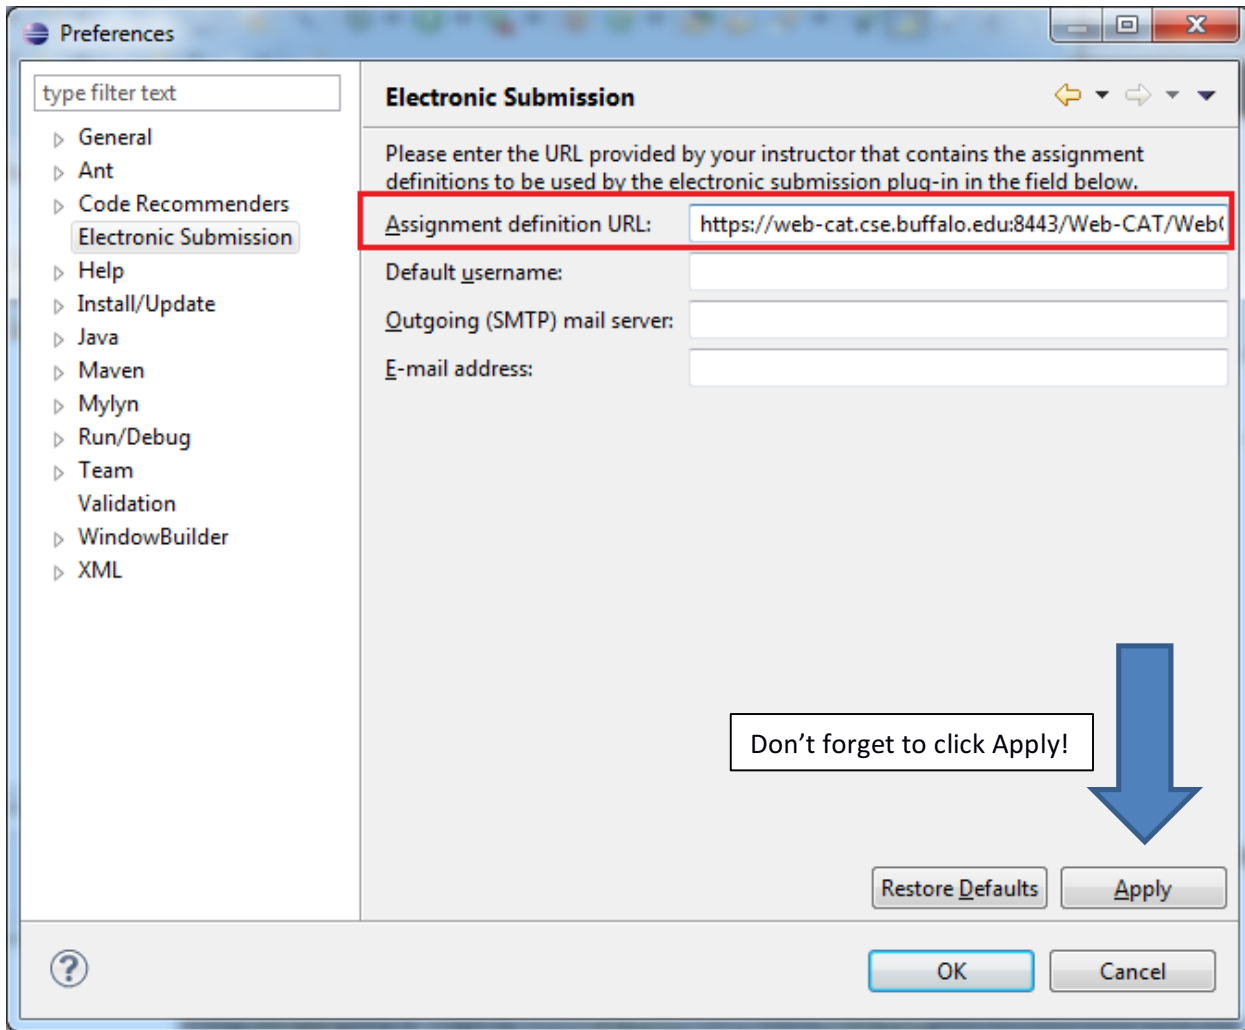 Preferences
type filter text
General
Ant
Code Recommenders
Electronic Submission
Help
Install/Update
Java
Maven
Mylyn
Run/Debug
Team
Validation
WindowBuilder
XML
Electronic Submission
Please enter the URL provided by your instructor that contains the assignment
definitions to be used by the electronic submission plug-in in the field below.
Assignment definition URL: https://web-cat.cse.buffalo.edu:8443/Web-CAT/Web
Default username:
Outgoing (SMTP) mail server:
E-mail address:
Don’t forget to click Apply!
Restore Defaults Apply
? OK Cancel